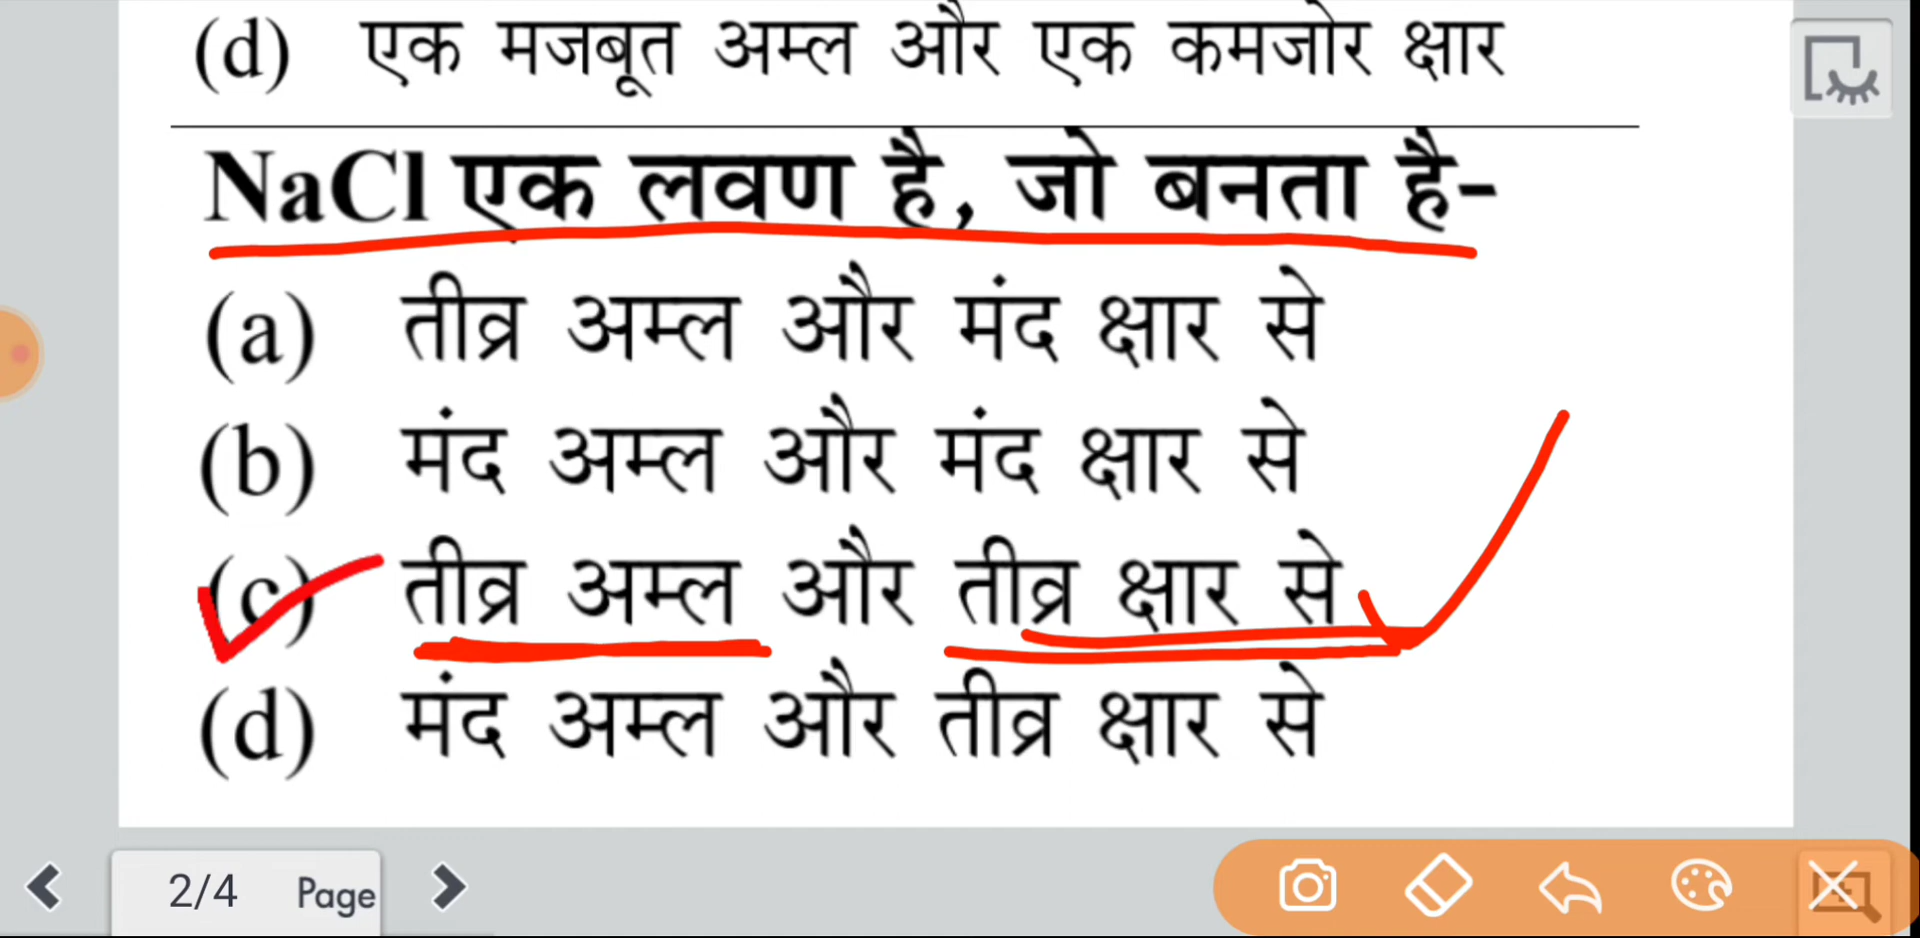 (d) एक मजबूत अम्ल और एक कमजोर क्षार
NaCl एक लवण है, जो बनता है-
(a) तीव्र अम्ल और मंद क्षार से
(b) मंद अम्ल और मंद क्षार से
(c) तीव्र अम्ल और तीव्र क्षार से
(d) मंद अम्ल और तीव्र क्षार से
2/4 Page